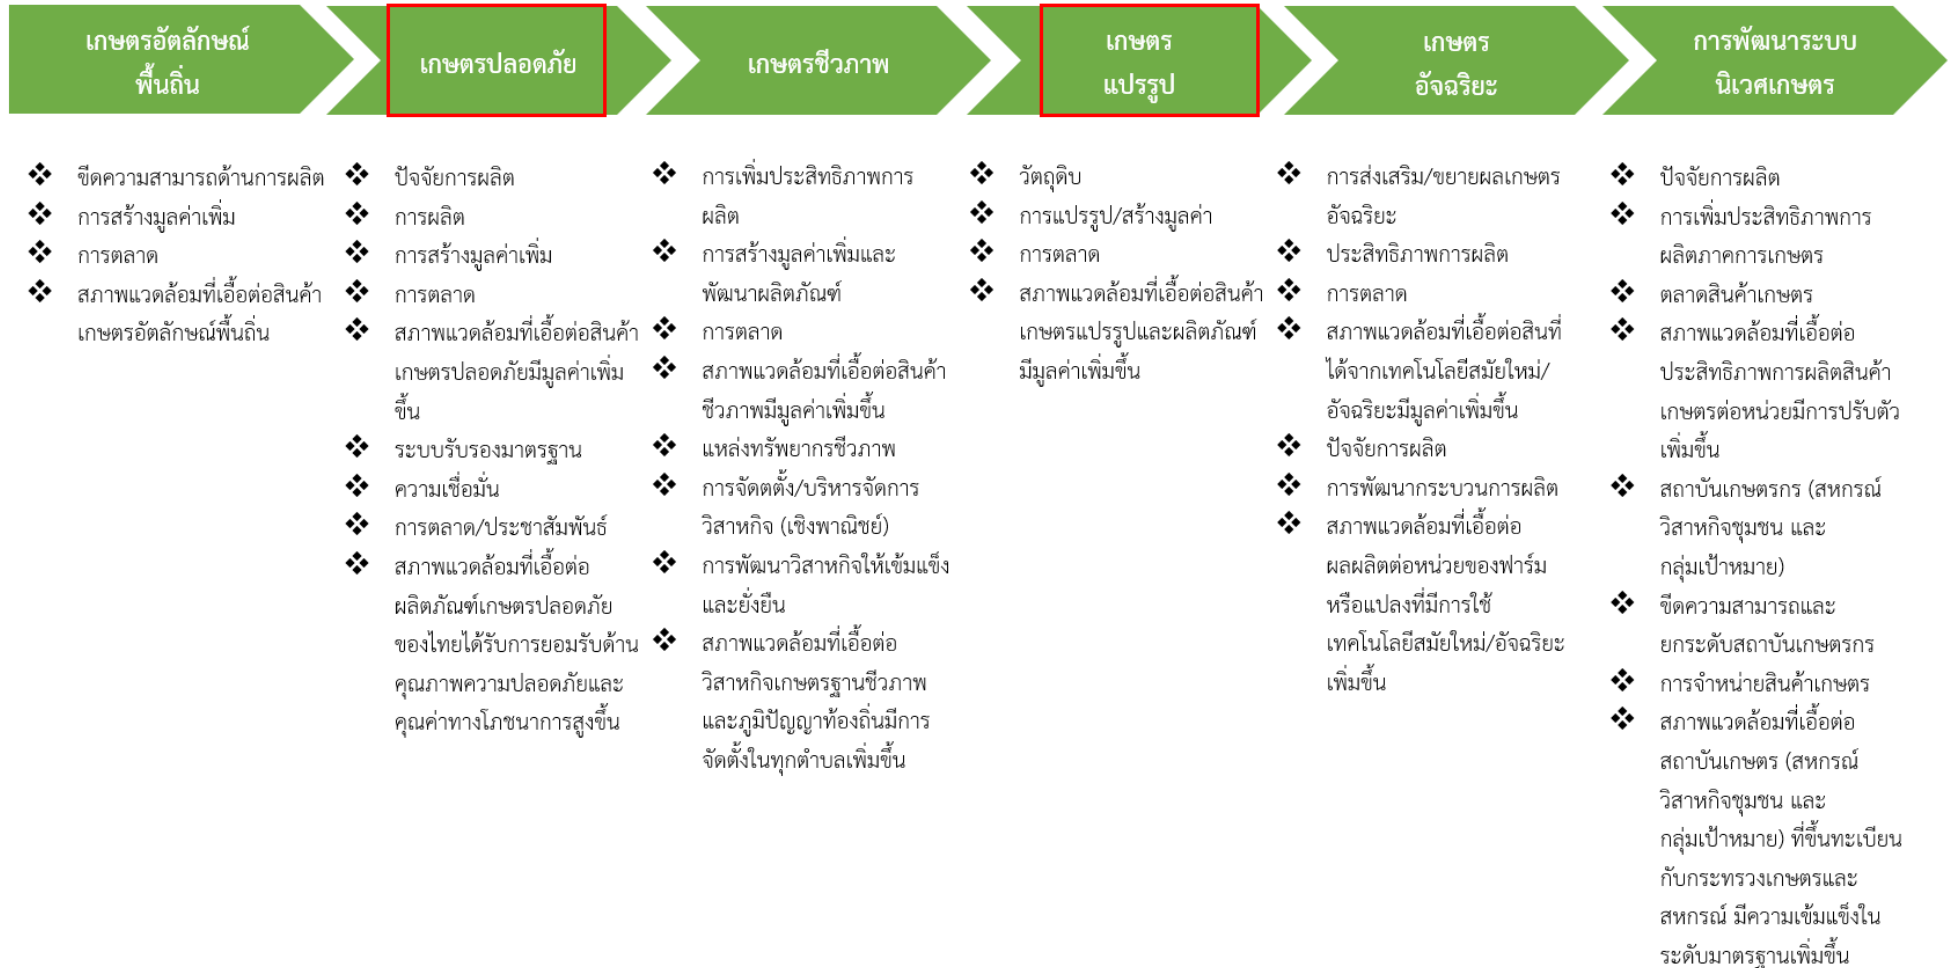 เกษตรอัตลักษณ์
พื้นถิ่น
❖ ขีดความสามารถด้านการผลิต
❖ การสร้างมูลค่าเพิ่ม
❖ การตลาด
❖ สภาพแวดล้อมที่เอื้อต่อสินค้า
เกษตรอัตลักษณ์พื้นถิ่น
เกษตรปลอดภัย
❖ ปัจจัยการผลิต
❖ การผลิต
❖ การสร้างมูลค่าเพิ่ม
❖ การตลาด
❖ สภาพแวดล้อมที่เอื้อต่อสินค้า
เกษตรปลอดภัยมีมูลค่าเพิ่ม
ขึ้น
❖ ระบบรับรองมาตรฐาน
❖ ความเชื่อมั่น
❖ การตลาด/ประชาสัมพันธ์
❖ สภาพแวดล้อมที่เอื้อต่อ
ผลิตภัณฑ์เกษตรปลอดภัย
ของไทยได้รับการยอมรับด้าน
คุณภาพความปลอดภัยและ
คุณค่าทางโภชนาการสูงขึ้น
เกษตรชีวภาพ
❖ การเพิ่มประสิทธิภาพการ
ผลิต
❖ การสร้างมูลค่าเพิ่มและ
พัฒนาผลิตภัณฑ์
❖ การตลาด
❖ สภาพแวดล้อมที่เอื้อต่อสินค้า
ชีวภาพมีมูลค่าเพิ่มขึ้น
❖ แหล่งทรัพยากรชีวภาพ
❖ การจัดตตั้ง/บริหารจัดการ
วิสาหกิจ (เชิงพาณิชย์)
❖ การพัฒนาวิสาหกิจให้เข้มแข็ง
และยั่งยืน
❖ สภาพแวดล้อมที่เอื้อต่อ
วิสาหกิจเกษตรฐานชีวภาพ
และภูมิปัญญาท้องถิ่นมีการ
จัดตั้งในทุกตำบลเพิ่มขึ้น
เกษตร
แปรรูป
❖ วัตถุดิบ
❖ การแปรรูป/สร้างมูลค่า
❖ การตลาด
❖ สภาพแวดล้อมที่เอื้อต่อสินค้า
เกษตรแปรรูปและผลิตภัณฑ์
มีมูลค่าเพิ่มขึ้น
เกษตร
อัจฉริยะ
❖ การส่งเสริม/ขยายผลเกษตร
อัจฉริยะ
❖ ประสิทธิภาพการผลิต
❖ การตลาด
❖ สภาพแวดล้อมที่เอื้อต่อสินที่
ได้จากเทคโนโลยีสมัยใหม่/
อัจฉริยะมีมูลค่าเพิ่มขึ้น
❖ ปัจจัยการผลิต
❖ การพัฒนากระบวนการผลิต
❖ สภาพแวดล้อมที่เอื้อต่อ
ผลผลิตต่อหน่วยของฟาร์ม
หรือแปลงที่มีการใช้
เทคโนโลยีสมัยใหม่/อัจฉริยะ
เพิ่มขึ้น
การพัฒนาระบบ
นิเวศเกษตร
❖ ปัจจัยการผลิต
❖ การเพิ่มประสิทธิภาพการ
ผลิตภาคการเกษตร
❖ ตลาดสินค้าเกษตร
❖ สภาพแวดล้อมที่เอื้อต่อ
ประสิทธิภาพการผลิตสินค้า
เกษตรต่อหน่วยมีการปรับตัว
เพิ่มขึ้น
❖ สถาบันเกษตรกร (สหกรณ์
วิสาหกิจชุมชน และ
กลุ่มเป้าหมาย)
❖ ขีดความสามารถและ
ยกระดับสถาบันเกษตรกร
❖ การจำหน่ายสินค้าเกษตร
❖ สภาพแวดล้อมที่เอื้อต่อ
สถาบันเกษตร (สหกรณ์
วิสาหกิจชุมชน และ
กลุ่มเป้าหมาย) ที่ขึ้นทะเบียน
กับกระทรวงเกษตรและ
สหกรณ์ มีความเข้มแข็งใน
ระดับมาตรฐานเพิ่มขึ้น